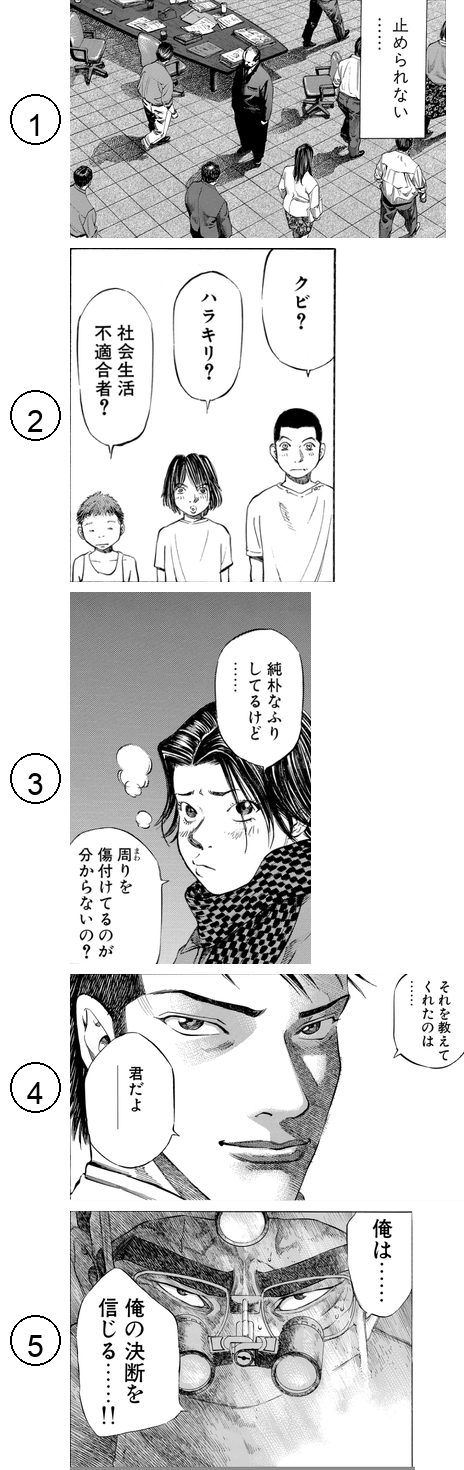 1
止められない
……
2
クビ？
ハラキリ？
社会生活
不適合者？
3
純朴なふり
してるけど
……
周りを
まわ
傷付けてるのが
分からないの？
4
それを教えて
くれたのは
……
君だよ
――
5
俺は……
俺の決断を
信じる……!!